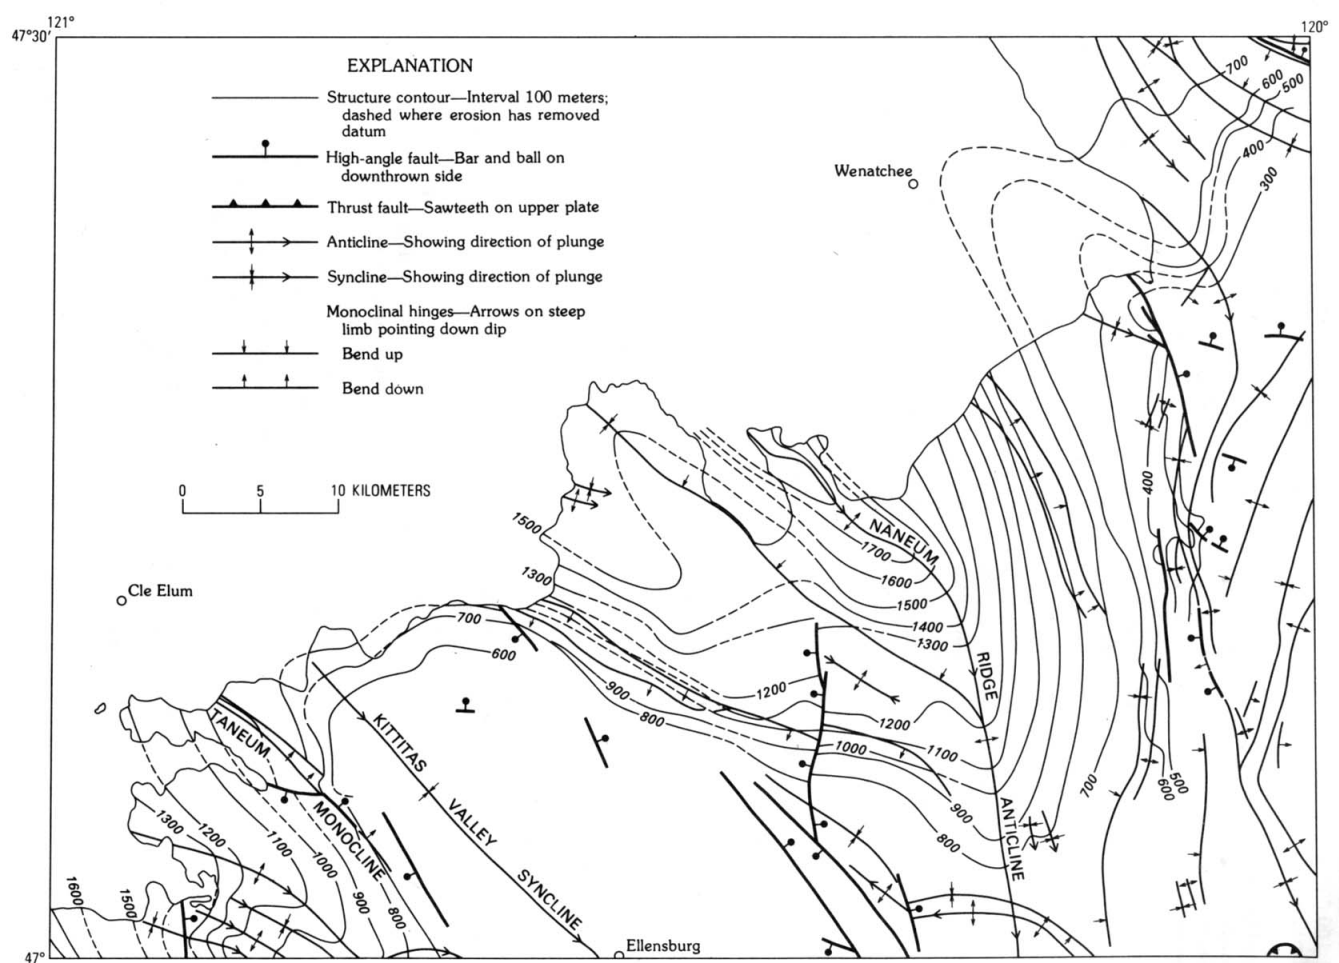 121°
120°
47°30'
EXPLANATION
Structure contour—Interval 100 meters;
dashed where erosion has removed
datum
High-angle fault—Bar and ball on
downthrown side
Thrust fault—Sawteeth on upper plate
Anticline—Showing direction of plunge
Syncline—Showing direction of plunge
Monoclinal hinges—Arrows on steep
limb pointing down dip
Bend up
Bend down
0 5 10 KILOMETERS
700
600
500
400
300
Wenatchee
400
NANEUM
1700
1600
1500
1400
1300
RIDGE
ANTICLINE
1500
1300
Cle Elum
700
600
900
800
1200
1200
1100
1000
900
800
700
500
600
TANEUM
MONOCLINE
KITTITAS
VALLEY
SYNCLINE
1300
1200
1100
1000
900
800
1600
1500
Ellensburg
47°